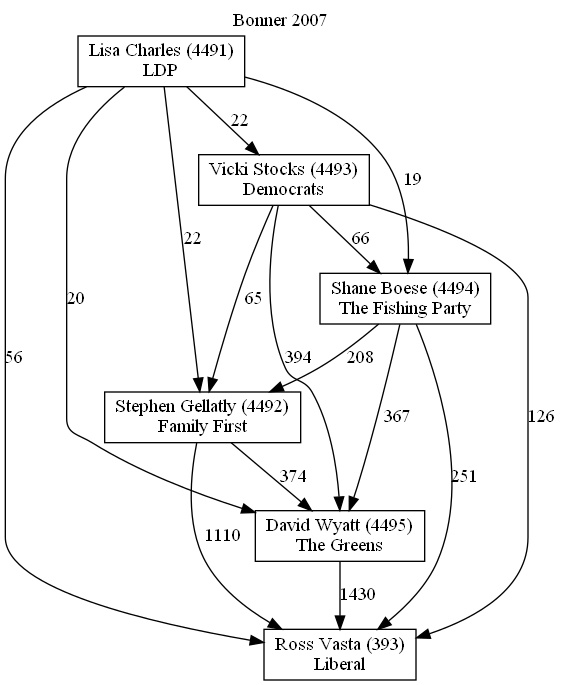 Bonner 2007
Lisa Charles (4491)
LDP
22
Vicki Stocks (4493)
Democrats
19
66
22
Shane Boese (4494)
The Fishing Party
65
20
56
394
208
Stephen Gellatly (4492)
Family First
367
126
374
251
1110
David Wyatt (4495)
The Greens
1430
Ross Vasta (393)
Liberal